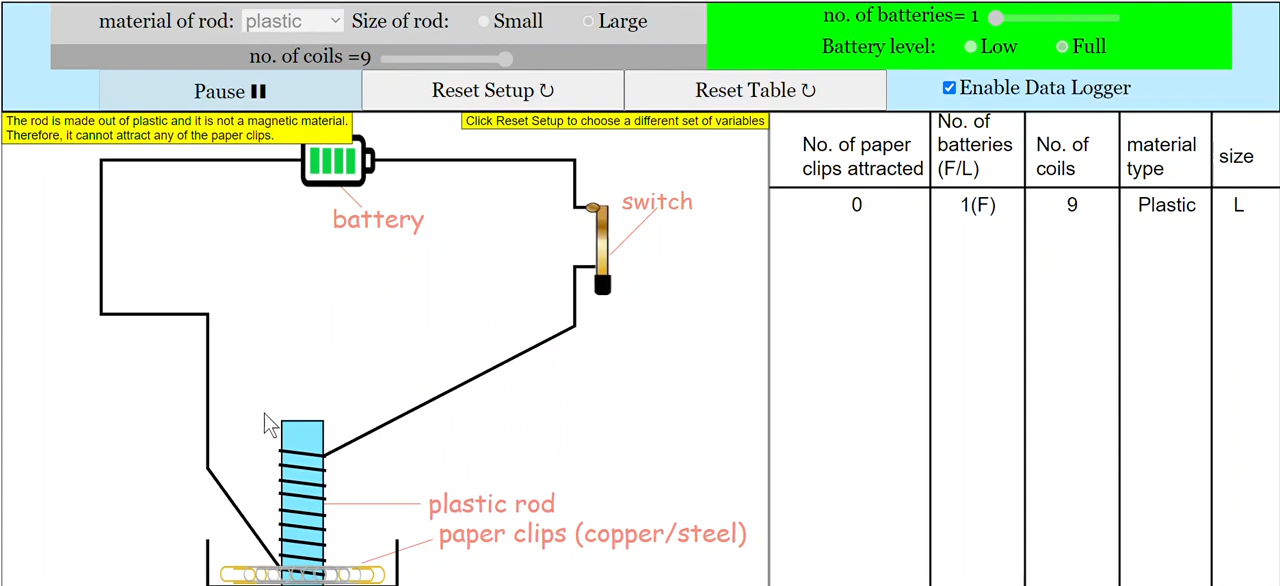 material of rod: plastic Size of rod: Small Large
no. of batteries= 1
Battery level: Low Full
no. of coils =9
Pause
Reset Setup ↻
Reset Table ↻
Enable Data Logger
The rod is made out of plastic and it is not a magnetic material.
Therefore, it cannot attract any of the paper clips.
Click Reset Setup to choose a different set of variables
battery
switch
plastic rod
paper clips (copper/steel)
No. of paper
clips attracted
No. of
batteries
(F/L)
No. of
coils
material
type
size
0 1(F) 9 Plastic L